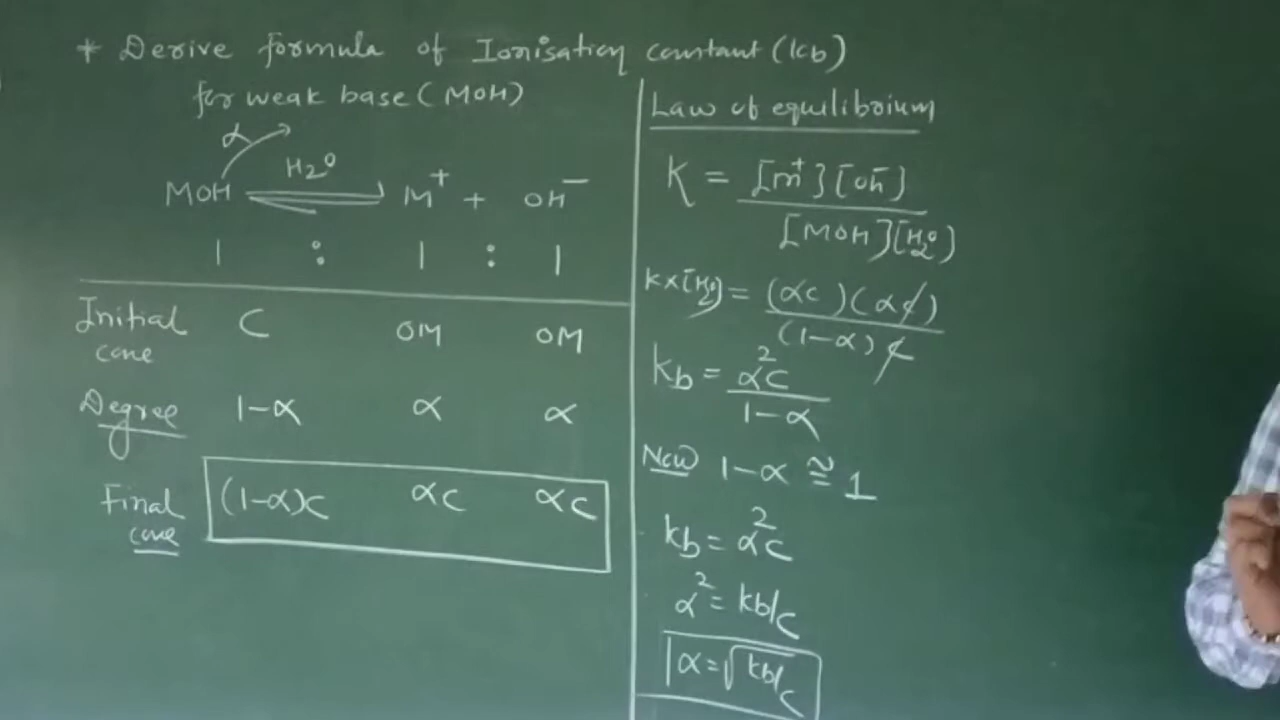 * Derive formula of Ionisation constant (kb)
for weak base (MOH)
α
H2O
MOH ⇌ M⁺ + OH⁻
1 : 1 : 1
Initial C OM OM
conc
Degree 1-α α α
Final (1-α)C αC αC
conc
Law of equilibrium
K = [M⁺][OH⁻]
[MOH][H2O]
K×[H2O] = (αC)(αC)
(1-α)C
Kb = α²C
1-α
Now 1-α ≅ 1
Kb = α²C
α² = Kb/C
α = √Kb/C